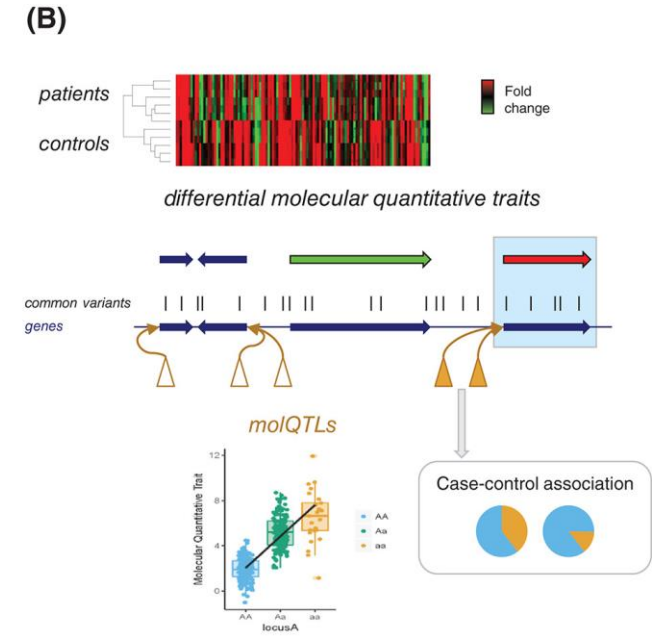 (B)
patients
controls
Fold
change
differential molecular quantitative traits
common variants
genes
molQTLs
Molecular Quantitative Trait
12
8
4
0
AA
Aa
aa
locusA
AA
Aa
aa
Case-control association